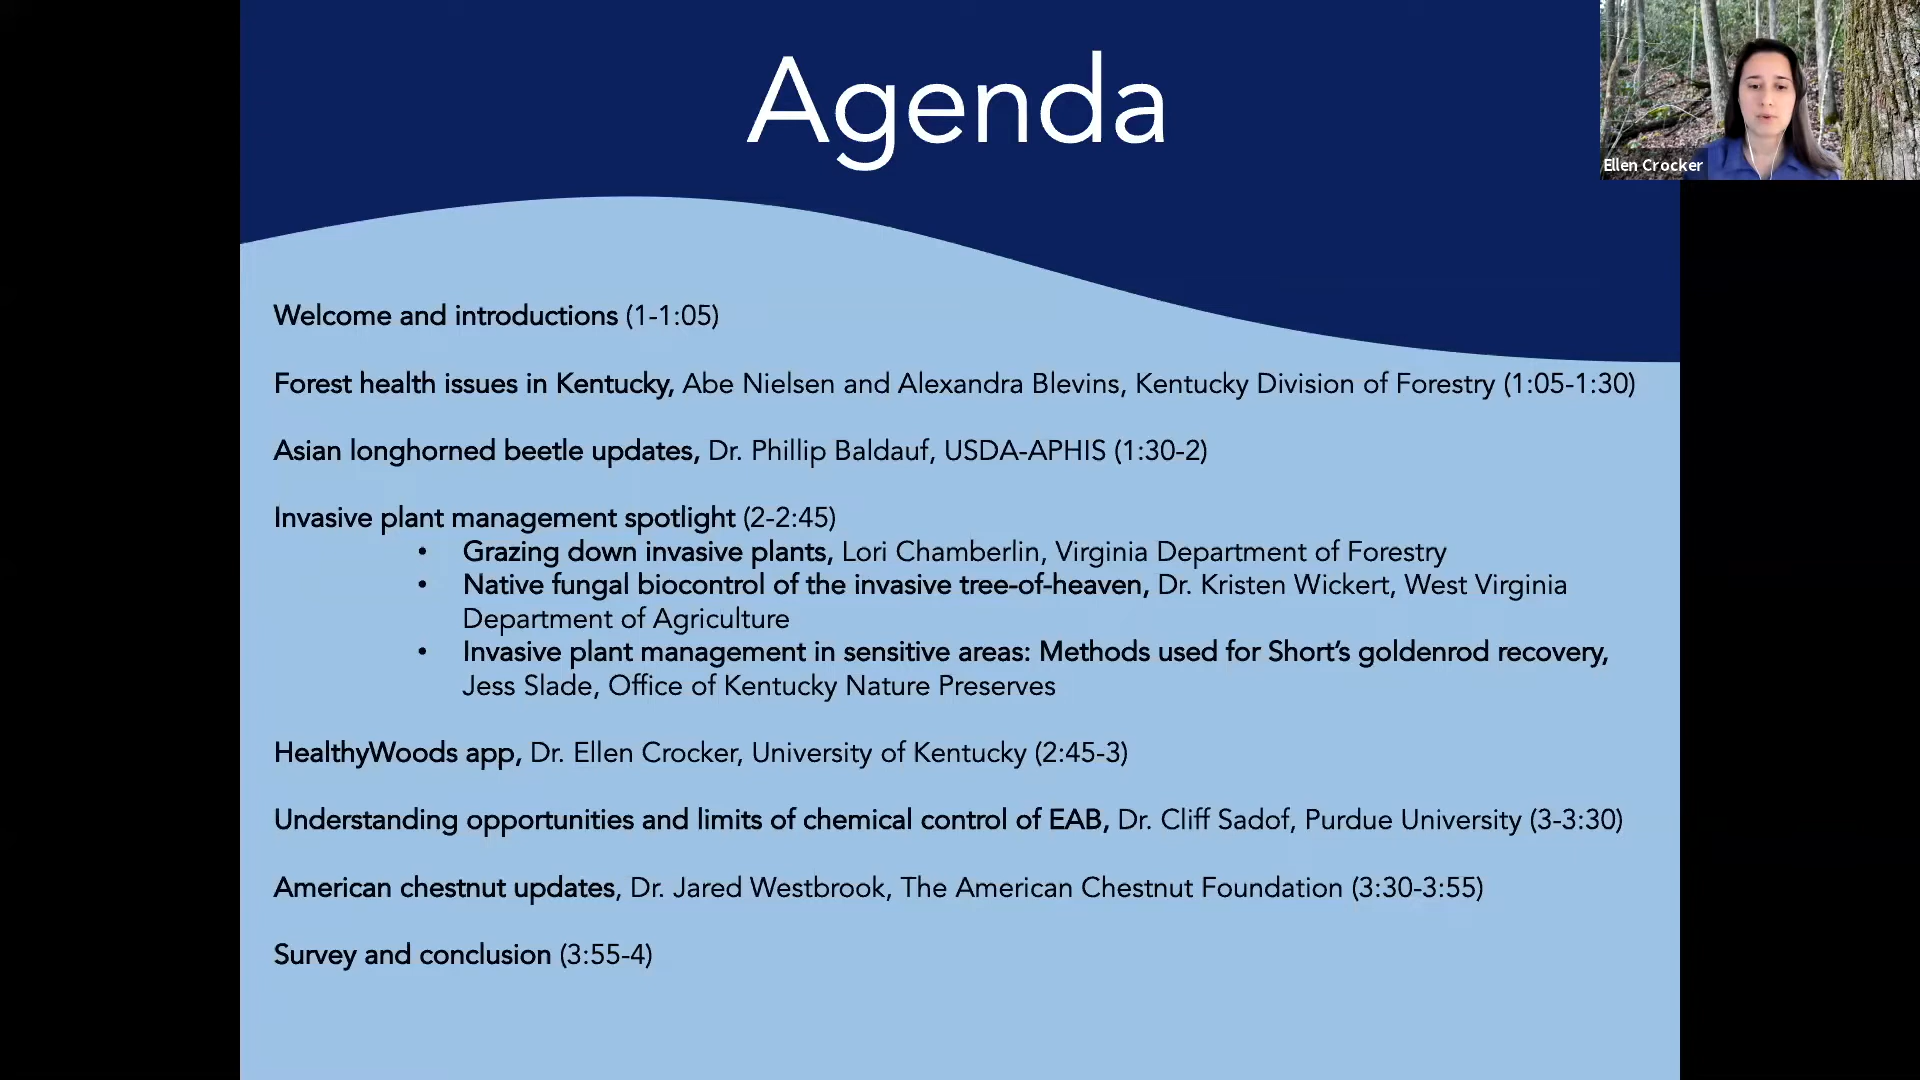 Agenda
Ellen Crocker
Welcome and introductions (1-1:05)
Forest health issues in Kentucky, Abe Nielsen and Alexandra Blevins, Kentucky Division of Forestry (1:05-1:30)
Asian longhorned beetle updates, Dr. Phillip Baldauf, USDA-APHIS (1:30-2)
Invasive plant management spotlight (2-2:45)
• Grazing down invasive plants, Lori Chamberlin, Virginia Department of Forestry
• Native fungal biocontrol of the invasive tree-of-heaven, Dr. Kristen Wickert, West Virginia
Department of Agriculture
• Invasive plant management in sensitive areas: Methods used for Short’s goldenrod recovery,
Jess Slade, Office of Kentucky Nature Preserves
HealthyWoods app, Dr. Ellen Crocker, University of Kentucky (2:45-3)
Understanding opportunities and limits of chemical control of EAB, Dr. Cliff Sadof, Purdue University (3-3:30)
American chestnut updates, Dr. Jared Westbrook, The American Chestnut Foundation (3:30-3:55)
Survey and conclusion (3:55-4)